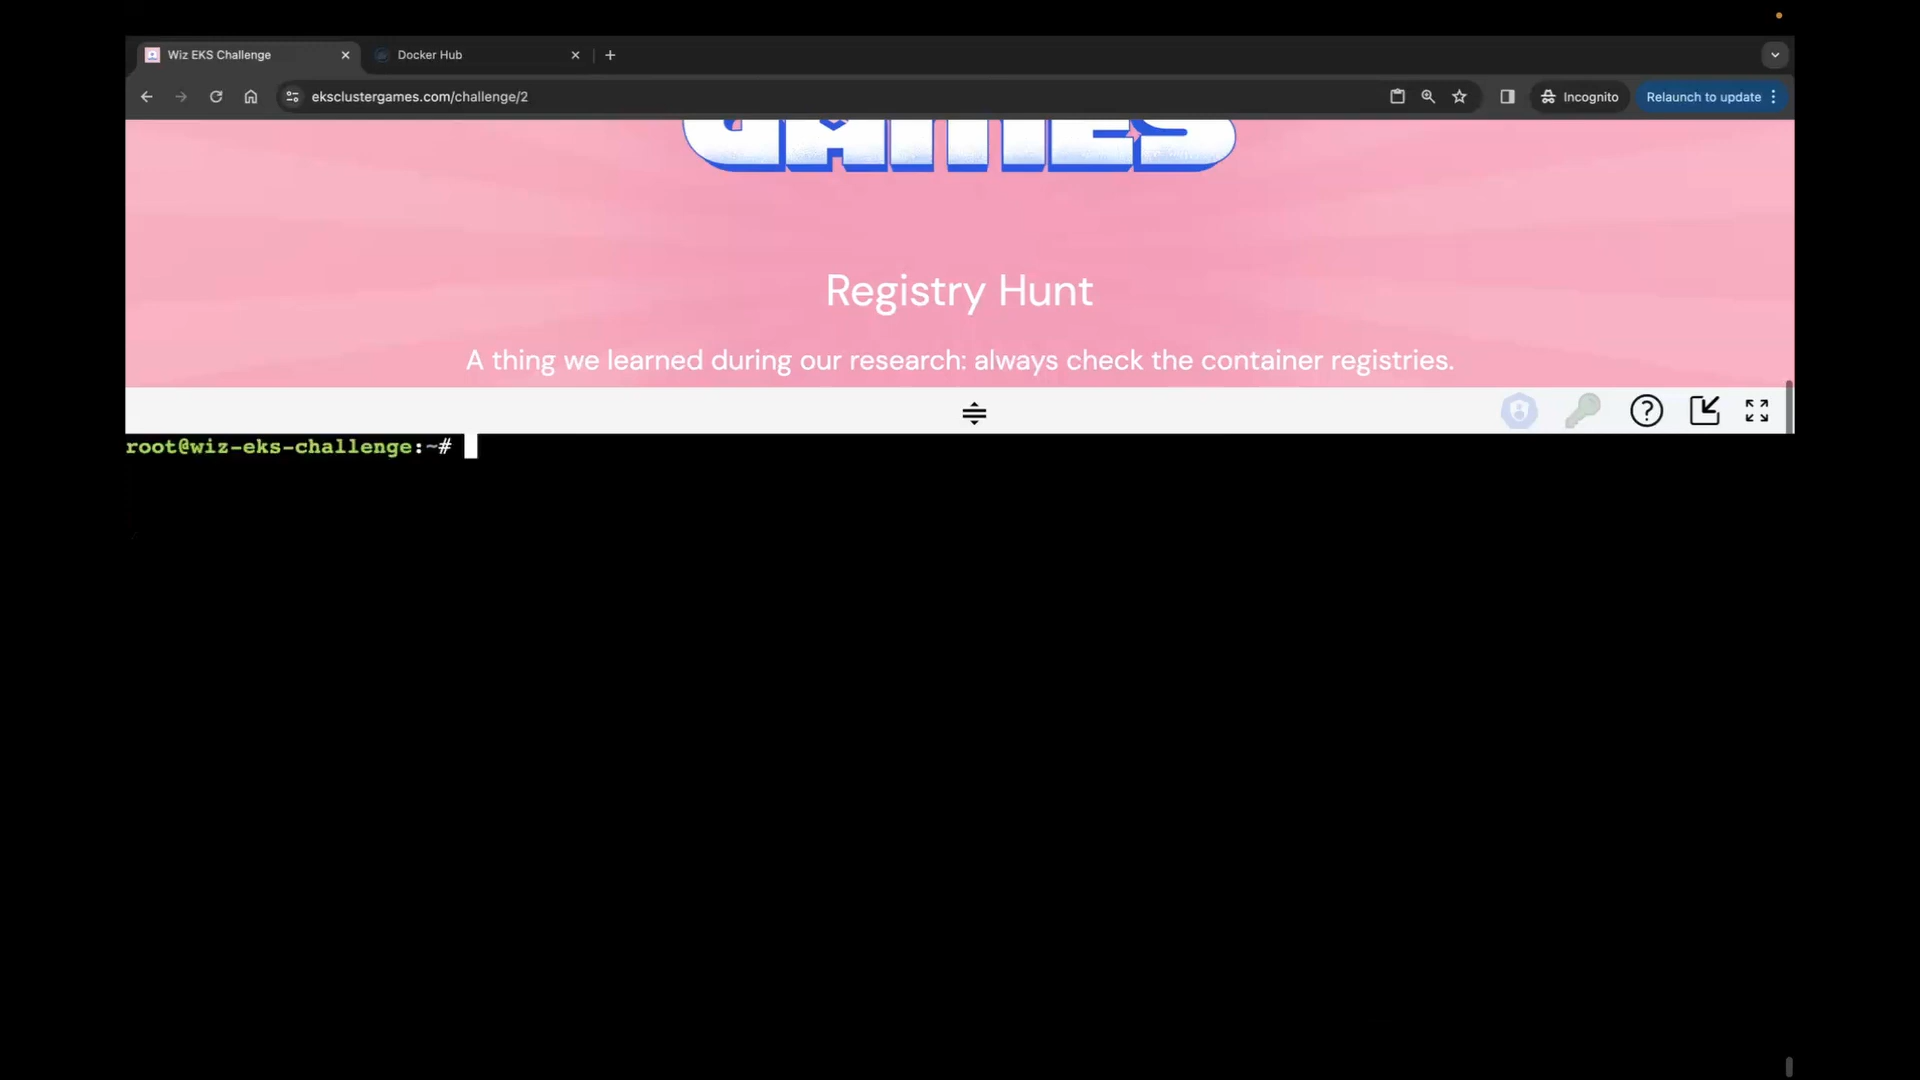 Wiz EKS Challenge
Docker Hub
eksclustergames.com/challenge/2
Incognito
Relaunch to update
GAMES
Registry Hunt
A thing we learned during our research: always check the container registries.
root@wiz-eks-challenge:~#